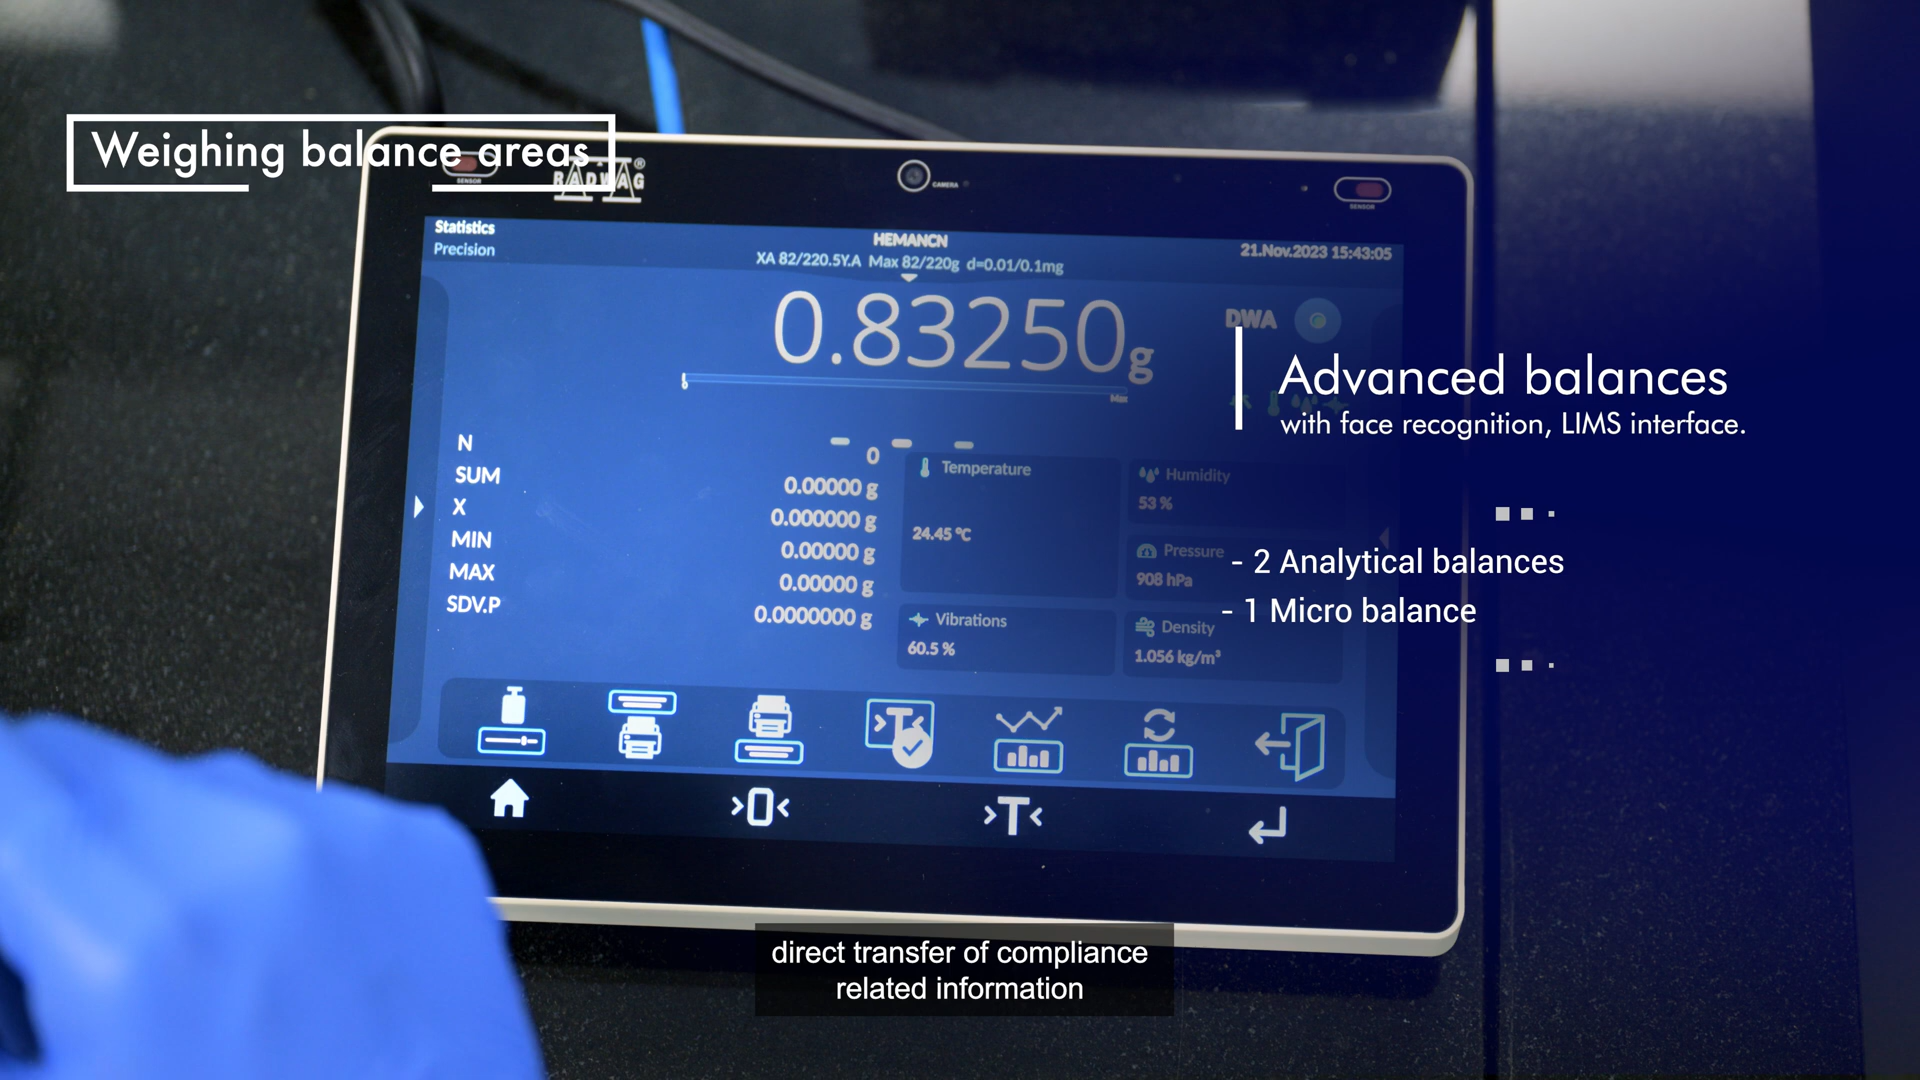 Weighing balance areas
SENSOR
RADWAG®
CAMERA
SENSOR
Statistics
Precision
HEMANCN
XA 82/220.5Y.A Max 82/220g d=0.01/0.1mg
21.Nov.2023 15:43:05
0.83250g
DWA
0
Max
Advanced balances
with face recognition, LIMS interface.
N
0
SUM
0.00000 g
X
0.000000 g
MIN
0.00000 g
MAX
0.00000 g
SDV.P
0.0000000 g
Temperature
24.45 °C
Humidity
53 %
Pressure
908 hPa
Vibrations
60.5 %
Density
1.056 kg/m³
- 2 Analytical balances
- 1 Micro balance
>T<
>0<
>T<
direct transfer of compliance
related information